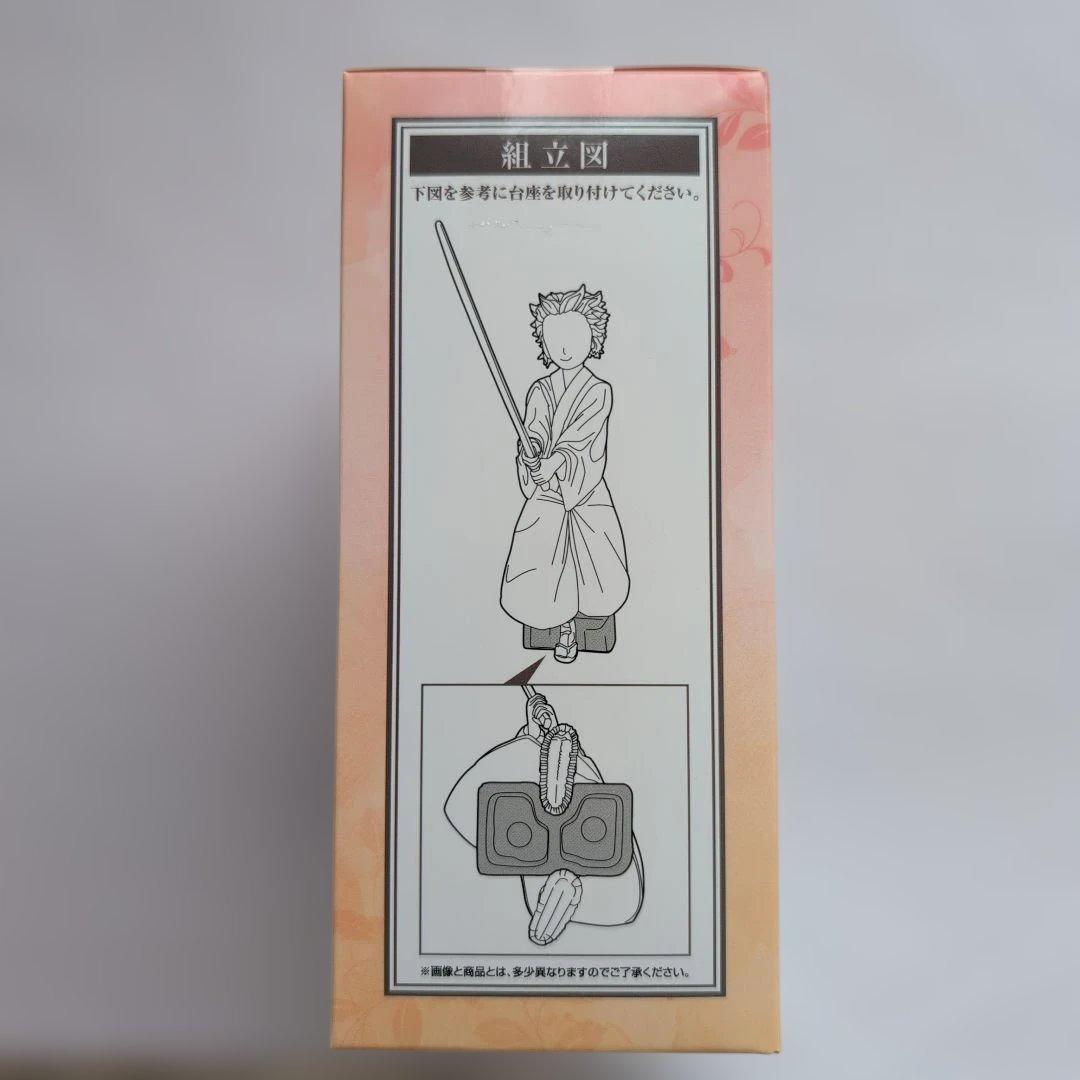 組立図
下図を参考に台座を取り付けてください。
※画像と商品とは、多少異なりますのでご了承ください。